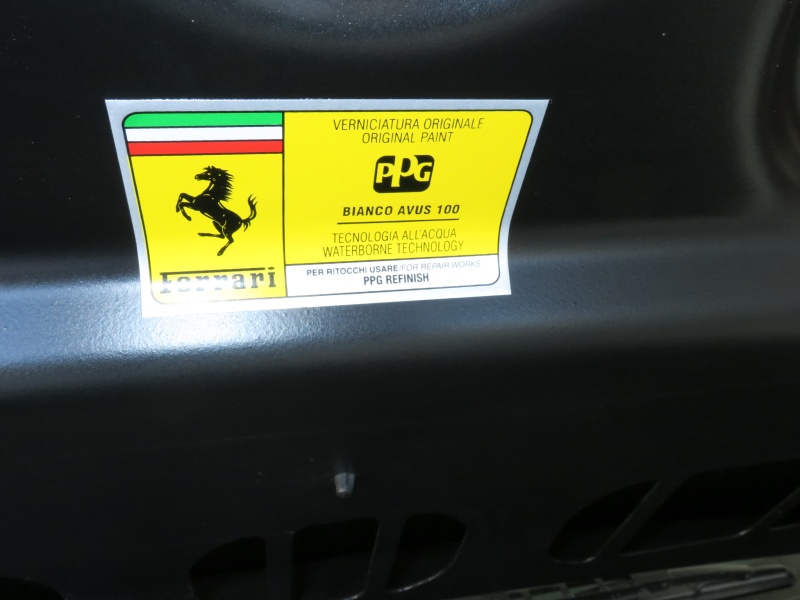 Ferrari
VERNICIATURA ORIGINALE
ORIGINAL PAINT
PPG
BIANCO AVUS 100
TECNOLOGIA ALL'ACQUA
WATERBORNE TECHNOLOGY
PER RITOCCHI USARE/FOR REPAIR WORKS
PPG REFINISH